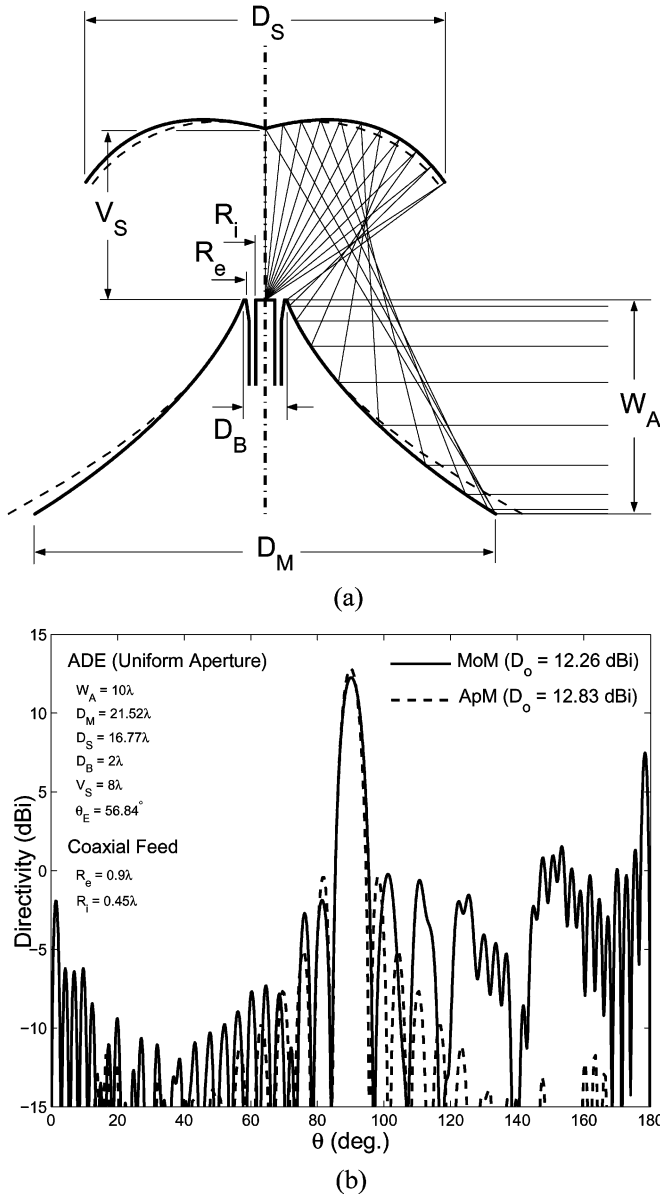 D_S
V_S
R_i
R_e
D_B
W_A
D_M
(a)
15
10
5
0
−5
−10
−15
Directivity (dBi)
ADE (Uniform Aperture)
W_A = 10λ
D_M = 21.52λ
D_S = 16.77λ
D_B = 2λ
V_S = 8λ
θ_E = 56.84°
Coaxial Feed
R_e = 0.9λ
R_i = 0.45λ
MoM (D_o = 12.26 dBi)
ApM (D_o = 12.83 dBi)
0 20 40 60 80 100 120 140 160 180
θ (deg.)
(b)